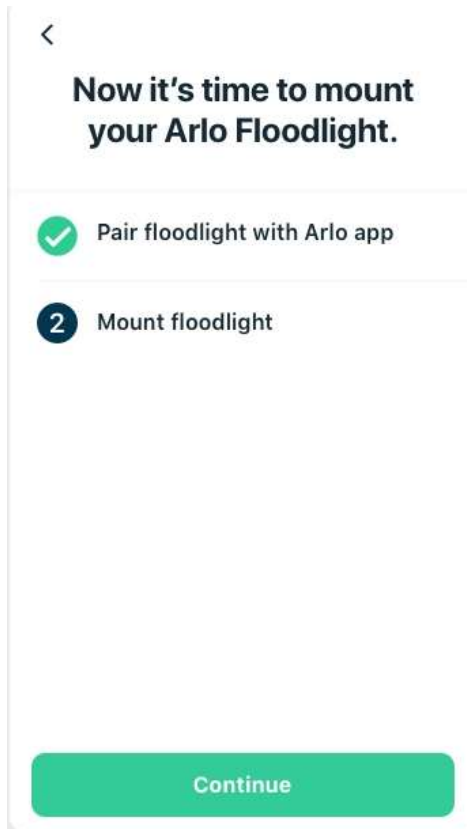 Now it's time to mount
your Arlo Floodlight.
Pair floodlight with Arlo app
2 Mount floodlight
Continue